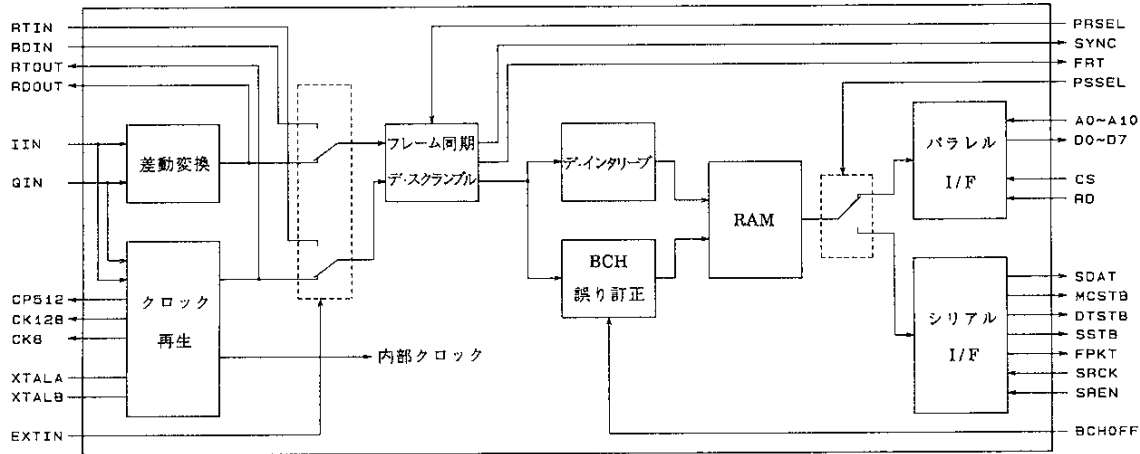 RTIN
RDIN
RTOUT
RDOUT
IIN
QIN
CP512
CK128
CK8
XTALA
XTALB
EXTIN
差動変換
クロック
再生
内部クロック
フレーム同期
デ・スクランブル
デ・インタリーブ
BCH
誤り訂正
RAM
パラレル
I/F
シリアル
I/F
PRSEL
SYNC
FRT
PSSEL
A0~A10
D0~D7
CS
RD
SDAT
MCSTB
DTSTB
SSTB
FPKT
SRCK
SREN
BCHOFF